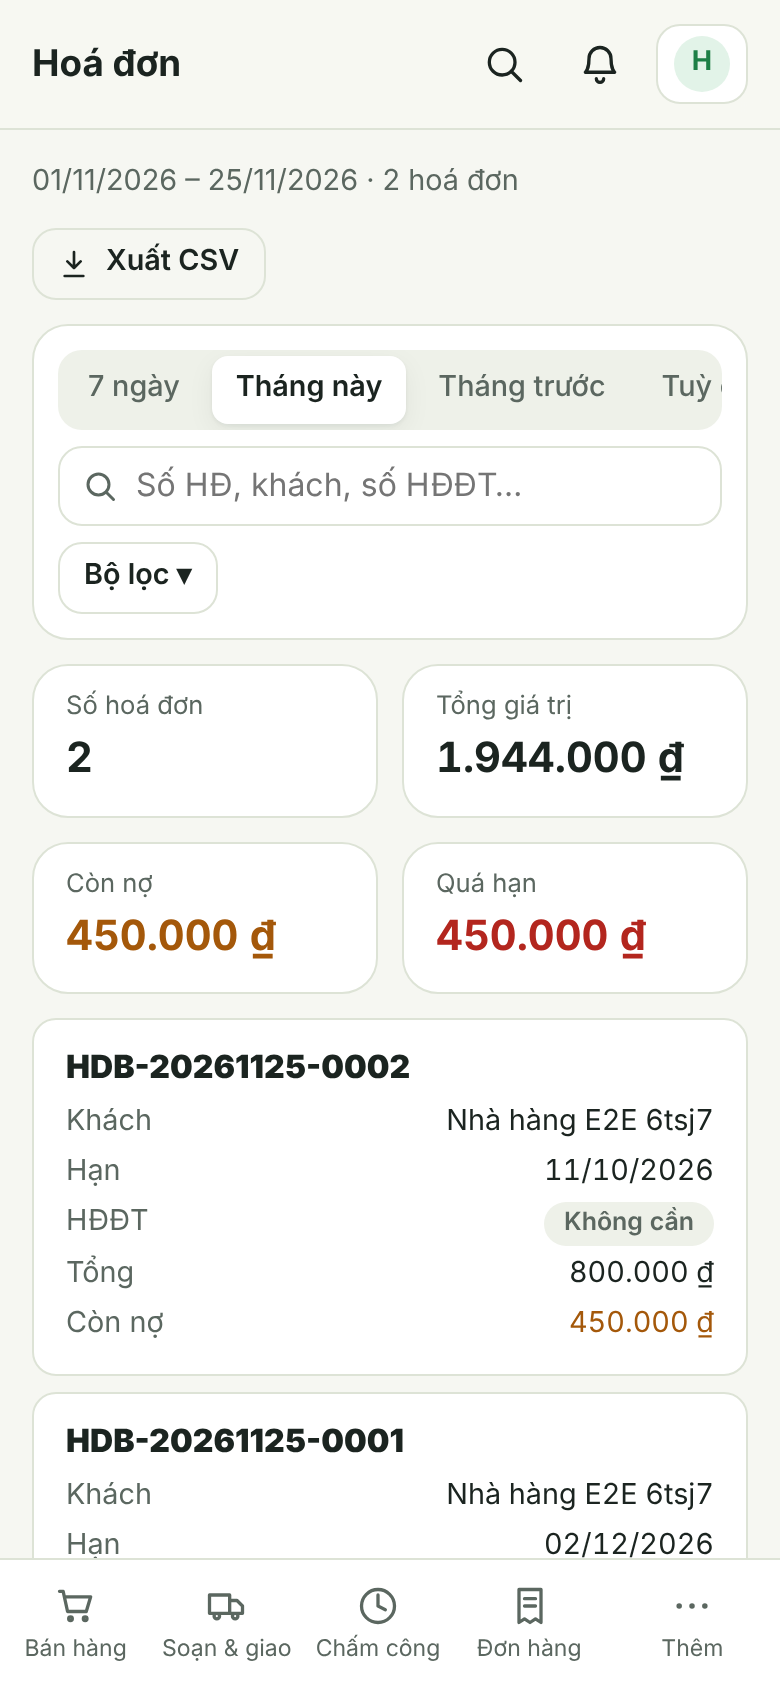 Hoá đơn
H
01/11/2026 – 25/11/2026 · 2 hoá đơn
Xuất CSV
7 ngày Tháng này Tháng trước Tuỳ
Số HĐ, khách, số HĐĐT...
Bộ lọc ▾
Số hoá đơn
2
Tổng giá trị
1.944.000 ₫
Còn nợ
450.000 ₫
Quá hạn
450.000 ₫
HDB-20261125-0002
Khách Nhà hàng E2E 6tsj7
Hạn 11/10/2026
HĐĐT Không cần
Tổng 800.000 ₫
Còn nợ 450.000 ₫
HDB-20261125-0001
Khách Nhà hàng E2E 6tsj7
Hạn 02/12/2026
Bán hàng Soạn & giao Chấm công Đơn hàng Thêm